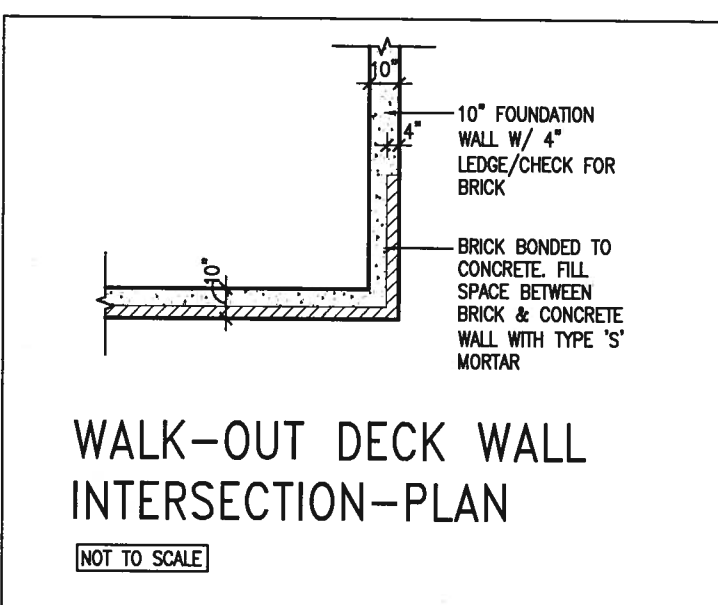 10"
10" FOUNDATION
4"
WALL W/ 4"
LEDGE/CHECK FOR
BRICK
BRICK BONDED TO
CONCRETE. FILL
SPACE BETWEEN
BRICK & CONCRETE
WALL WITH TYPE 'S'
MORTAR
10"
WALK-OUT DECK WALL
INTERSECTION-PLAN
NOT TO SCALE